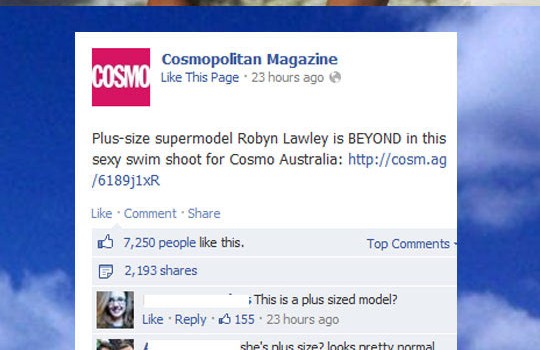 COSMO
Cosmopolitan Magazine
Like This Page · 23 hours ago
Plus-size supermodel Robyn Lawley is BEYOND in this
sexy swim shoot for Cosmo Australia: http://cosm.ag
/6189j1xR
Like · Comment · Share
7,250 people like this.
Top Comments
2,193 shares
This is a plus sized model?
Like · Reply · 155 · 23 hours ago
she's plus size? looks pretty normal